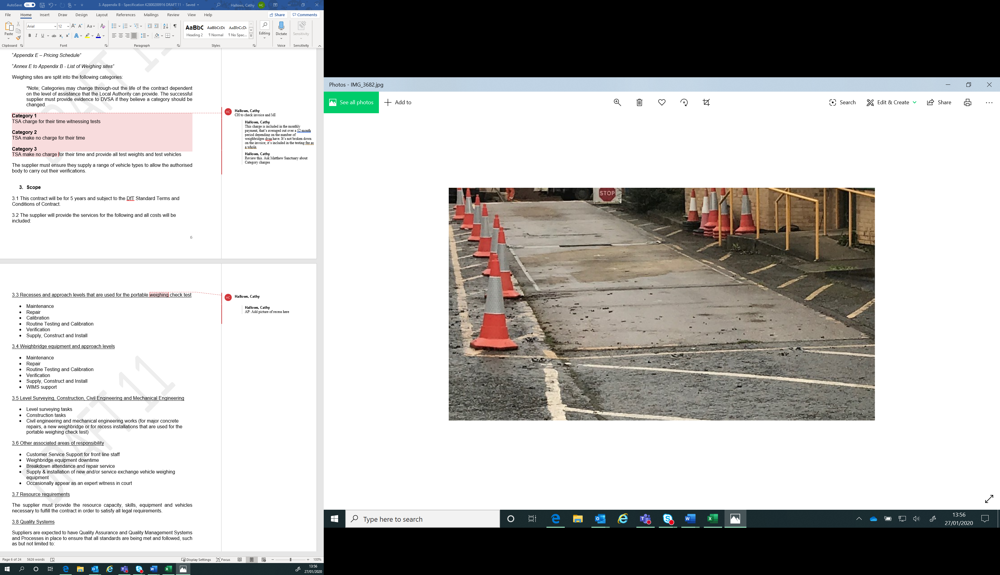 AutoSave On
3. Appendix B - Specification K2800200916 DRAFT 11 - Saved
Hallows, Cathy HC
File Home Insert Draw Design Layout References Mailings Review View Help
Share Comments
Paste
Arial 12
Aa
B I U ab x₂ x²
AaBbC AaBbCcDc AaBbCcD
Heading 2 ¶ Normal ¶ No Spac...
Editing Dictate Sensitivity
Clipboard Font Paragraph Styles Voice Sensitivity
“Appendix E – Pricing Schedule”
“Annex E to Appendix B - List of Weighing sites”
Weighing sites are split into the following categories:
*Note; Categories may change through-out the life of the contract dependent
on the level of assistance that the Local Authority can provide. The successful
supplier must provide evidence to DVSA if they believe a category should be
changed.
Category 1
TSA charge for their time witnessing tests
Category 2
TSA make no charge for their time
Category 3
TSA make no charge for their time and provide all test weights and test vehicles
The supplier must ensure they supply a range of vehicle types to allow the authorised
body to carry out their verifications.
3. Scope
3.1 This contract will be for 5 years and subject to the DfT Standard Terms and
Conditions of Contract.
3.2 The supplier will provide the services for the following and all costs will be
included:
6
HC Hallows, Cathy
CH to check invoice and MI
Hallows, Cathy
This charge is included in the monthly
payment, that’s averaged out over a 12 month
period depending on the number of
weighbridges dvsa have. It’s not broken down
on the invoice; it’s included in the testing fee as
a whole.
Hallows, Cathy
Review this. Ask Matthew Sanctuary about
Category charges
3.3 Recesses and approach levels that are used for the portable weighing check test
• Maintenance
• Repair
• Calibration
• Routine Testing and Calibration
• Verification
• Supply, Construct and Install
HC Hallows, Cathy
Hallows, Cathy
AP: Add picture of recess here
3.4 Weighbridge equipment and approach levels
• Maintenance
• Repair
• Routine Testing and Calibration
• Verification
• Supply, Construct and Install
• WIMS support
3.5 Level Surveying, Construction, Civil Engineering and Mechanical Engineering
• Level surveying tasks
• Construction tasks
• Civil engineering and mechanical engineering works (for major concrete
repairs, a new weighbridge or for recess installations that are used for the
portable weighing check test)
3.6 Other associated areas of responsibility
• Customer Service Support for front line staff
• Weighbridge equipment downtime
• Breakdown attendance and repair service
• Supply & installation of new and/or service exchange vehicle weighing
equipment
• Occasionally appear as an expert witness in court
3.7 Resource requirements
The supplier must provide the resource capacity, skills, equipment and vehicles
necessary to fulfill the contract in order to satisfy all legal requirements.
3.8 Quality Systems
Suppliers are expected to have Quality Assurance and Quality Management Systems
and Processes in place to ensure that all standards are being met and followed, such
as but not limited to:
DRAFT 11
Page 6 of 24 5626 words
Display Settings Focus 100%
13:56
27/01/2020
Photos - IMG_3682.jpg
See all photos Add to
Search Edit & Create Share
STOP
Type here to search
13:56
27/01/2020